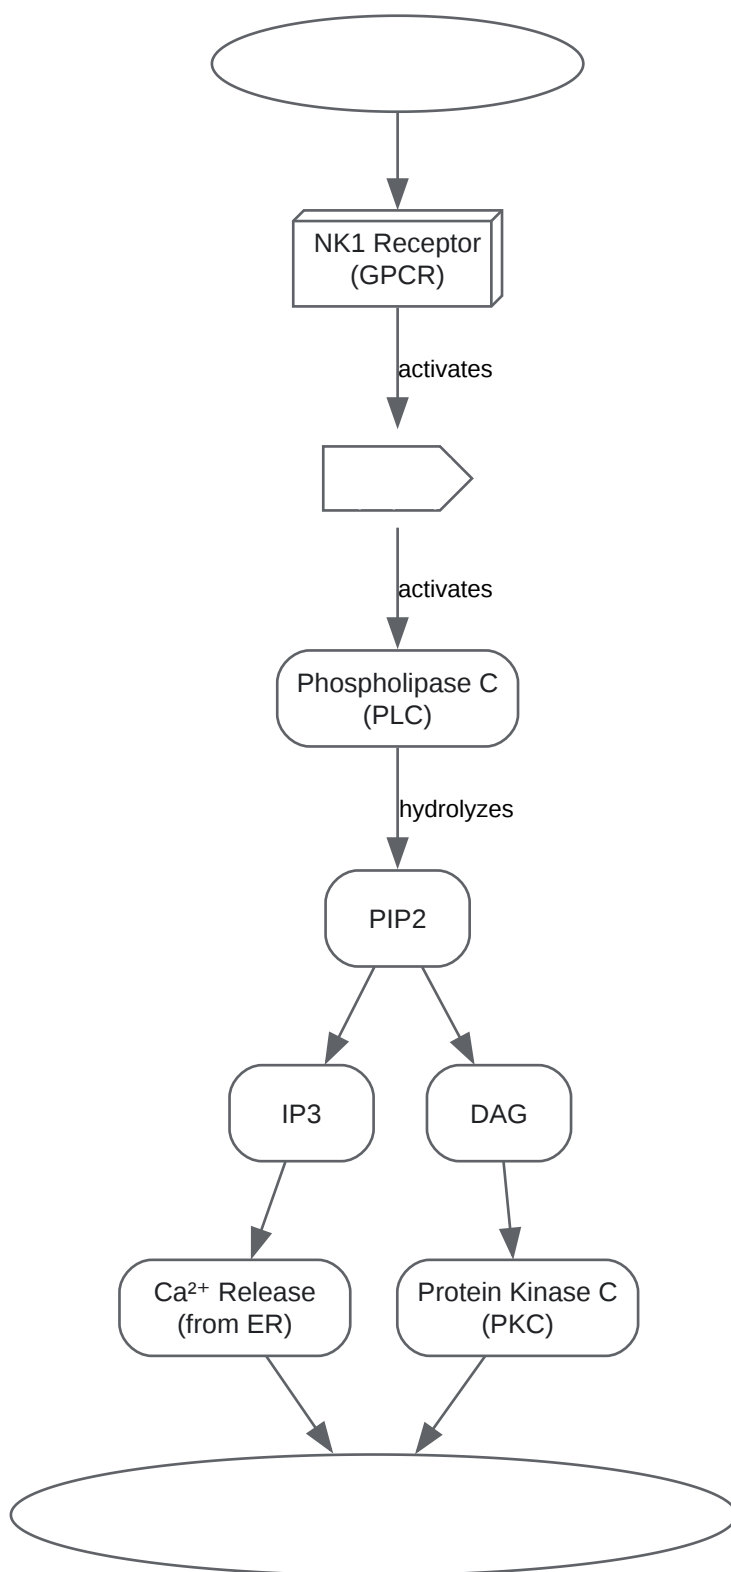 NK1 Receptor
(GPCR)
activates
activates
Phospholipase C
(PLC)
hydrolyzes
PIP2
IP3
DAG
Ca²⁺ Release
(from ER)
Protein Kinase C
(PKC)